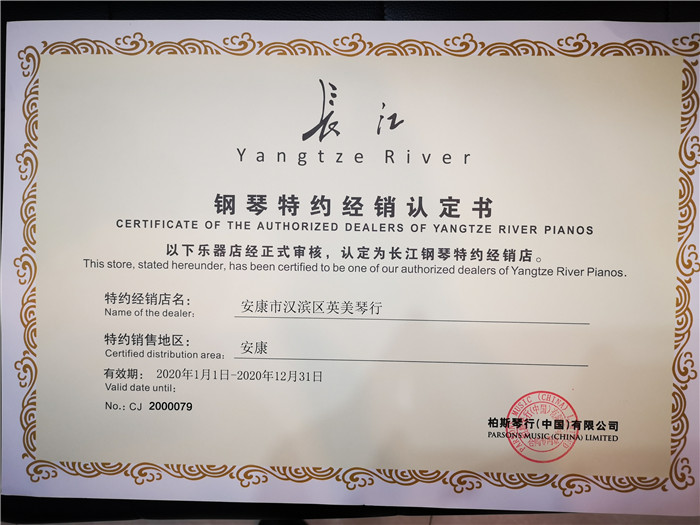 長江
Yangtze River
钢琴特约经销认定书
CERTIFICATE OF THE AUTHORIZED DEALERS OF YANGTZE RIVER PIANOS
以下乐器店经正式审核，认定为长江钢琴特约经销店。
This store, stated hereunder, has been certified to be one of our authorized dealers of Yangtze River Pianos.
特约经销店名： 安康市汉滨区英美琴行
Name of the dealer:
特约销售地区： 安康
Certified distribution area:
有效期： 2020年1月1日-2020年12月31日
Valid date until:
No.: CJ 2000079
柏斯琴行(中国)有限公司
PARSONS MUSIC (CHINA) LIMITED